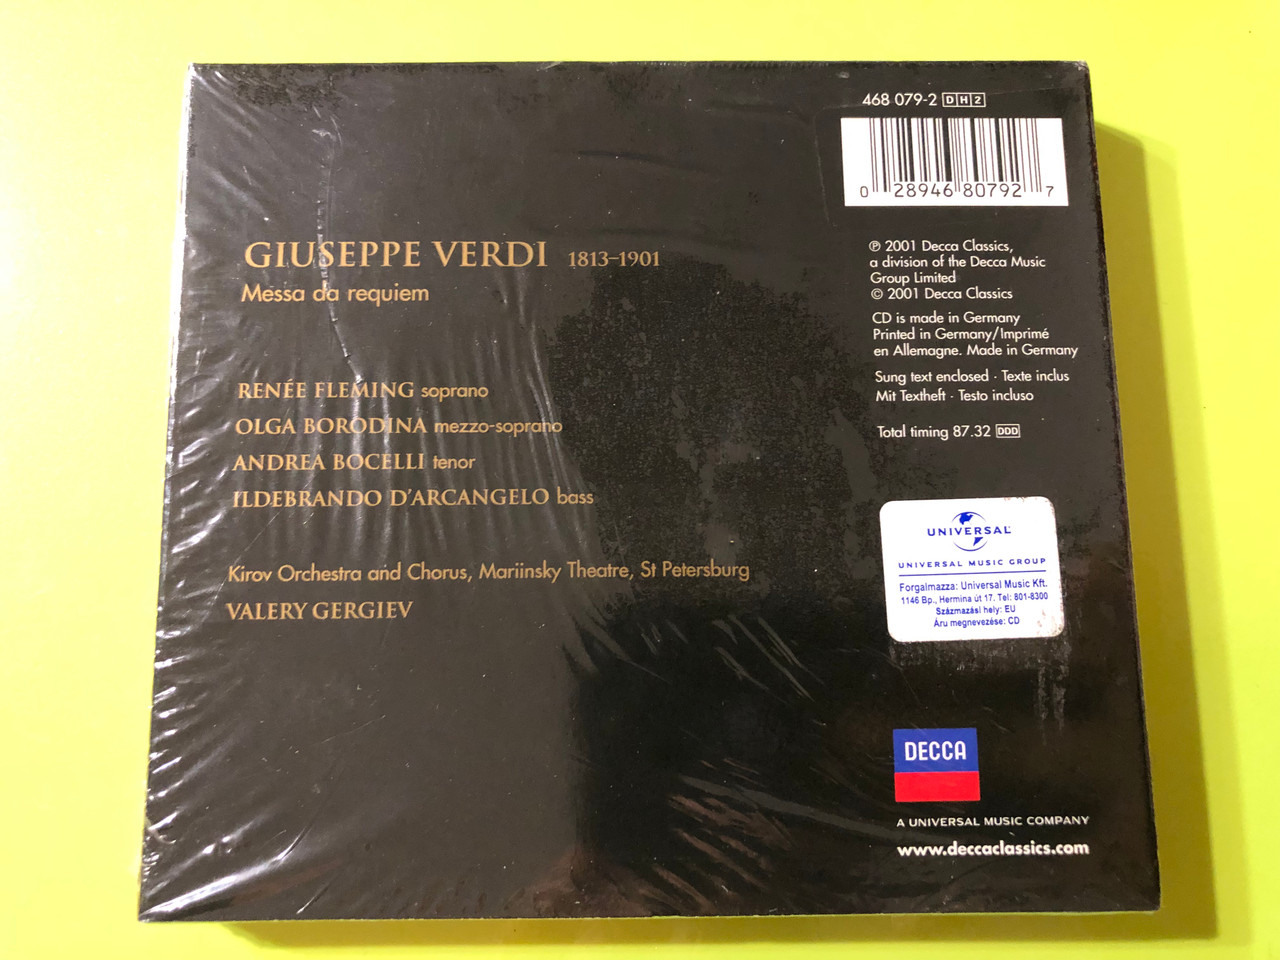 468 079-2 DH2
0 28946 80792 7
GIUSEPPE VERDI 1813–1901
Messa da requiem
RENÉE FLEMING soprano
OLGA BORODINA mezzo-soprano
ANDREA BOCELLI tenor
ILDEBRANDO D'ARCANGELO bass
Kirov Orchestra and Chorus, Mariinsky Theatre, St Petersburg
VALERY GERGIEV
℗ 2001 Decca Classics,
a division of the Decca Music
Group Limited
© 2001 Decca Classics
CD is made in Germany
Printed in Germany/Imprimé
en Allemagne. Made in Germany
Sung text enclosed · Texte inclus
Mit Textheft · Testo incluso
Total timing 87.32 DDD
UNIVERSAL
UNIVERSAL MUSIC GROUP
Forgalmazza: Universal Music Kft.
1146 Bp., Hermina út 17. Tel: 801-8300
Százmazási hely: EU
Áru megnevezése: CD
DECCA
A UNIVERSAL MUSIC COMPANY
www.deccaclassics.com